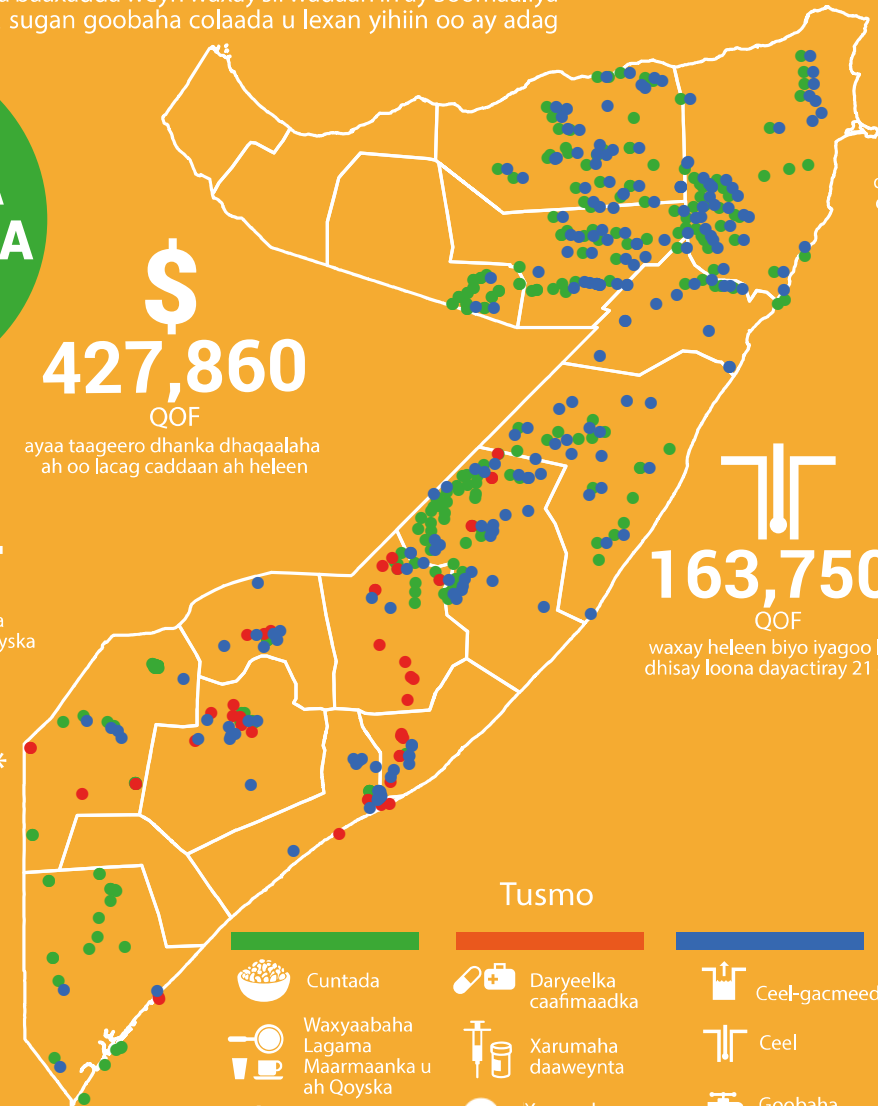 sugan goobaha colaada u lexan yihiin oo ay adag
A
$
427,860
QOF
ayaa taageero dhanka dhaqaalaha
ah oo lacag caddaan ah heleen
163,750
QOF
waxay heleen biyo iyagoo
dhisay loona dayactiray 21
a
yska
*
Tusmo
Cuntada
Waxyaabaha
Lagama
Maarmaanka u
ah Qoyska
Daryeelka
caafimaadka
Xarumaha
daaweynta
Ceel-gacmeed
Ceel
Goobaha